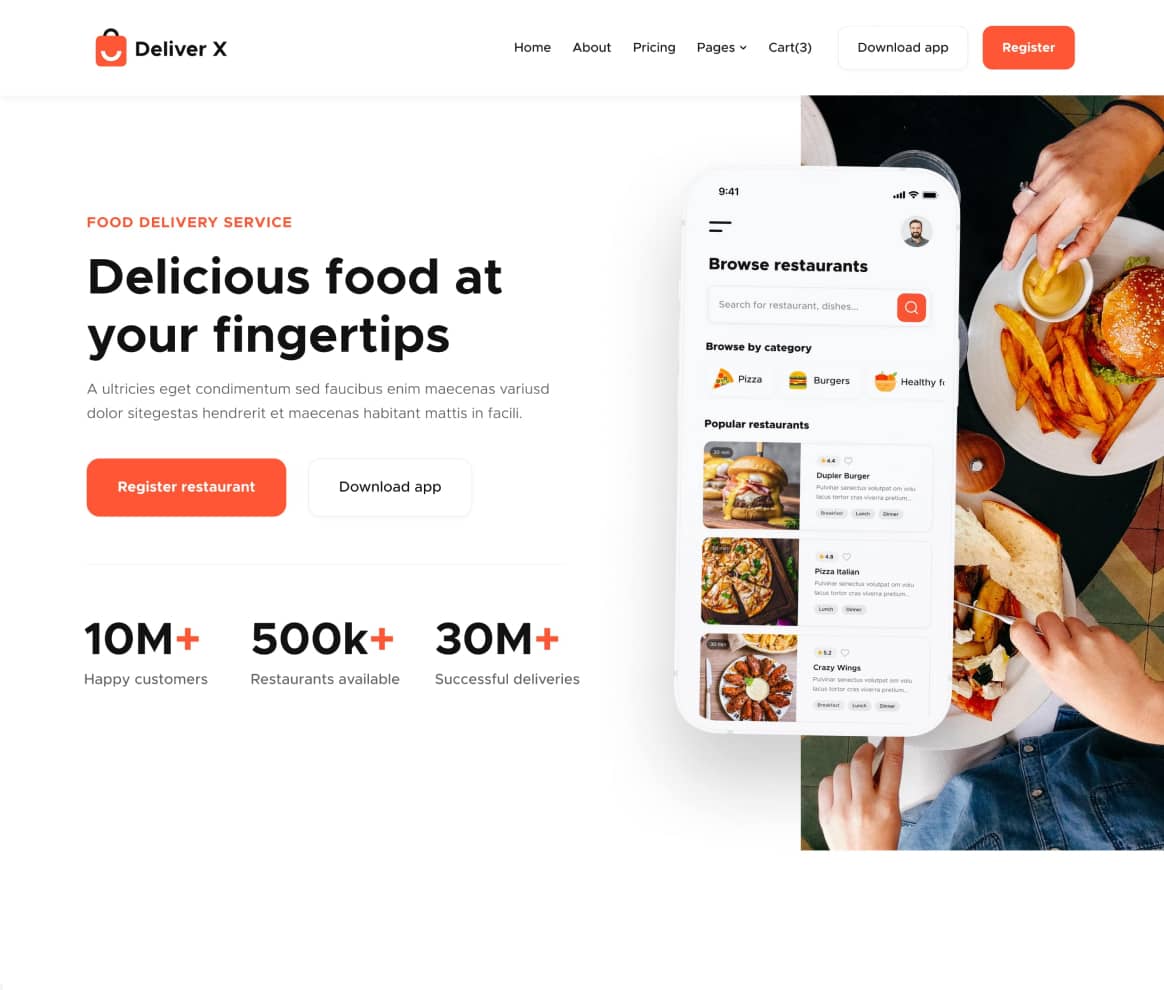 Deliver X
Home About Pricing Pages Cart(3) Download app Register
FOOD DELIVERY SERVICE
Delicious food at
your fingertips
A ultricies eget condimentum sed faucibus enim maecenas variusd
dolor sitegestas hendrerit et maecenas habitant mattis in facili.
Register restaurant Download app
10M+ 500k+ 30M+
Happy customers Restaurants available Successful deliveries
9:41
Browse restaurants
Search for restaurant, dishes...
Browse by category
Pizza Burgers Healthy fo
Popular restaurants
30 min
4.4
Dupler Burger
Pulvinar senectus volutpat om volu
lacus tortor cras viverra pretium...
Breakfast Lunch Dinner
4.8
Pizza Italian
Pulvinar senectus volutpat om volu
lacus tortor cras viverra pretium...
Lunch Dinner
30 min
5.2
Crazy Wings
Pulvinar senectus volutpat om volu
lacus tortor cras viverra pretium...
Breakfast Lunch Dinner